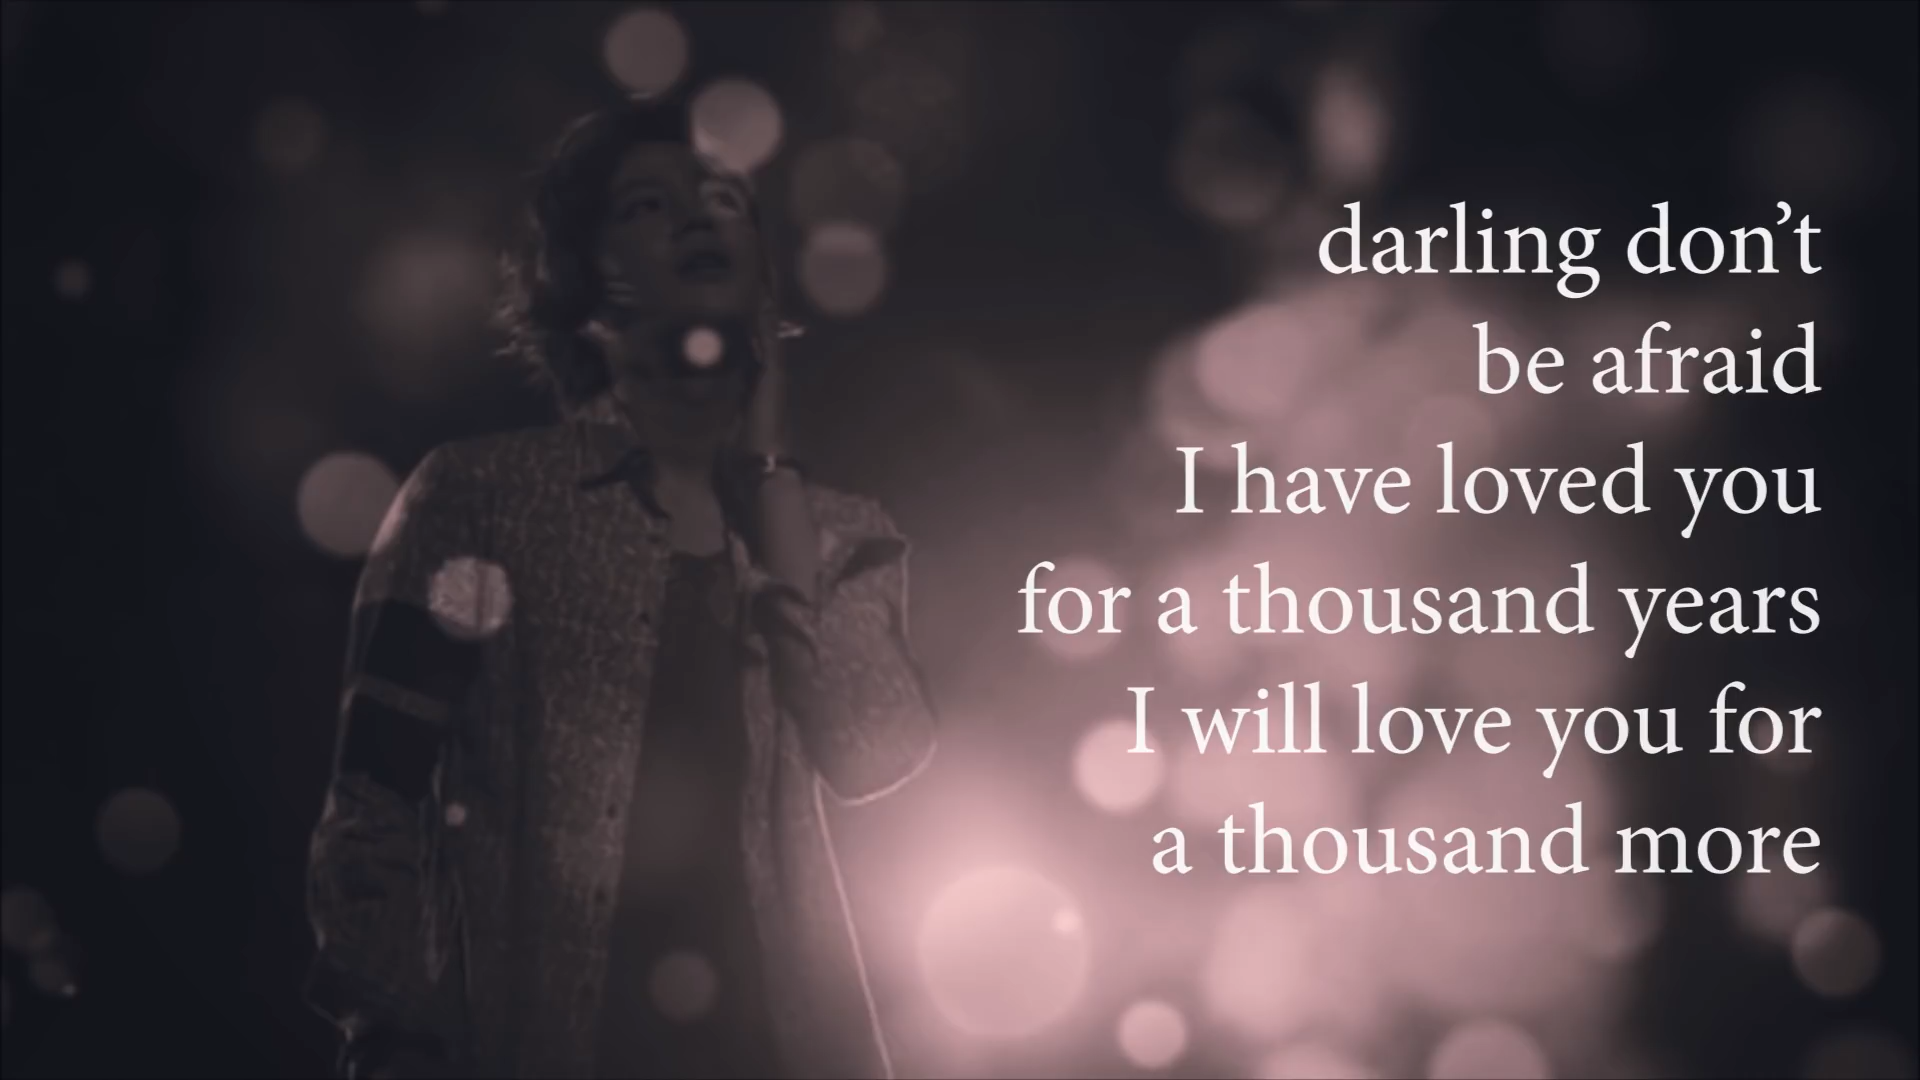 darling don’t
be afraid
I have loved you
for a thousand years
I will love you for
a thousand more